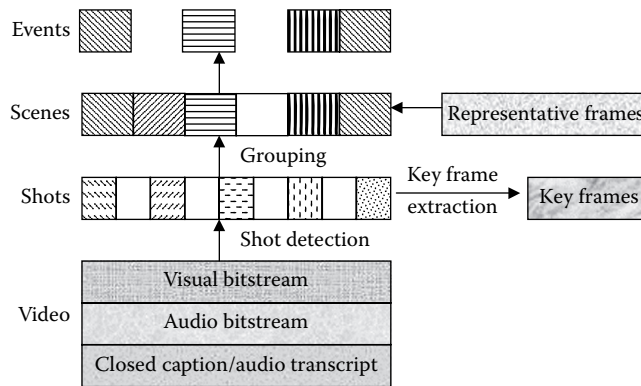 Events
Scenes
Representative frames
Grouping
Shots
Key frame
extraction
Key frames
Shot detection
Visual bitstream
Video
Audio bitstream
Closed caption/audio transcript